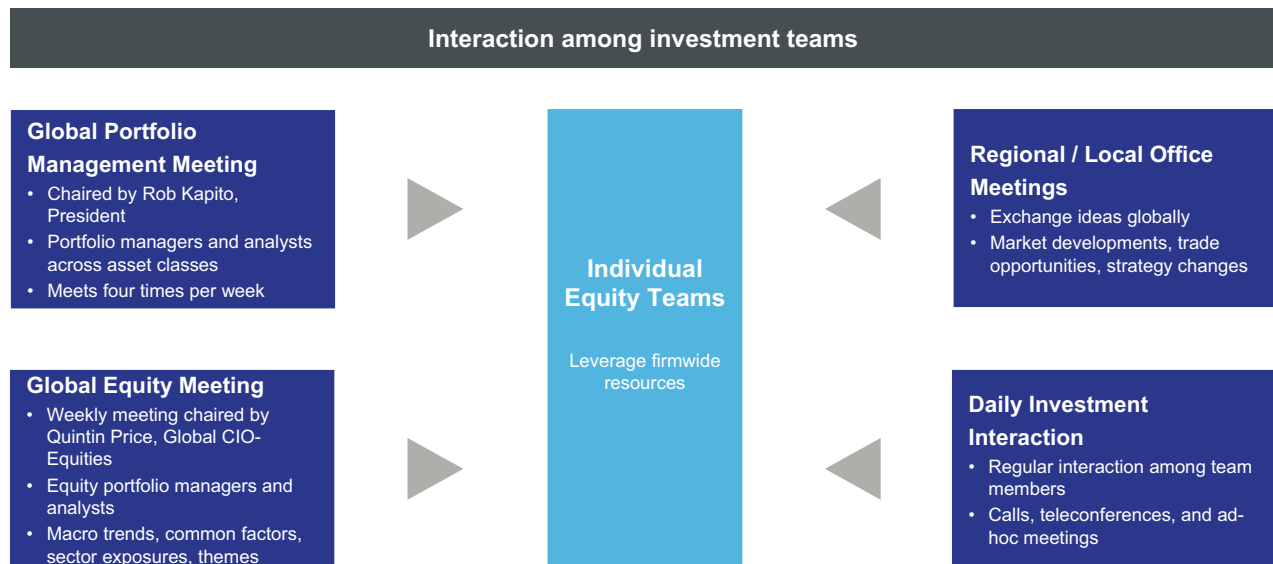 Interaction among investment teams
Global Portfolio
Management Meeting
• Chaired by Rob Kapito,
President
• Portfolio managers and analysts
across asset classes
• Meets four times per week
Global Equity Meeting
• Weekly meeting chaired by
Quintin Price, Global CIO-
Equities
• Equity portfolio managers and
analysts
• Macro trends, common factors,
sector exposures, themes
Individual
Equity Teams
Leverage firmwide
resources
Regional / Local Office
Meetings
• Exchange ideas globally
• Market developments, trade
opportunities, strategy changes
Daily Investment
Interaction
• Regular interaction among team
members
• Calls, teleconferences, and ad-
hoc meetings